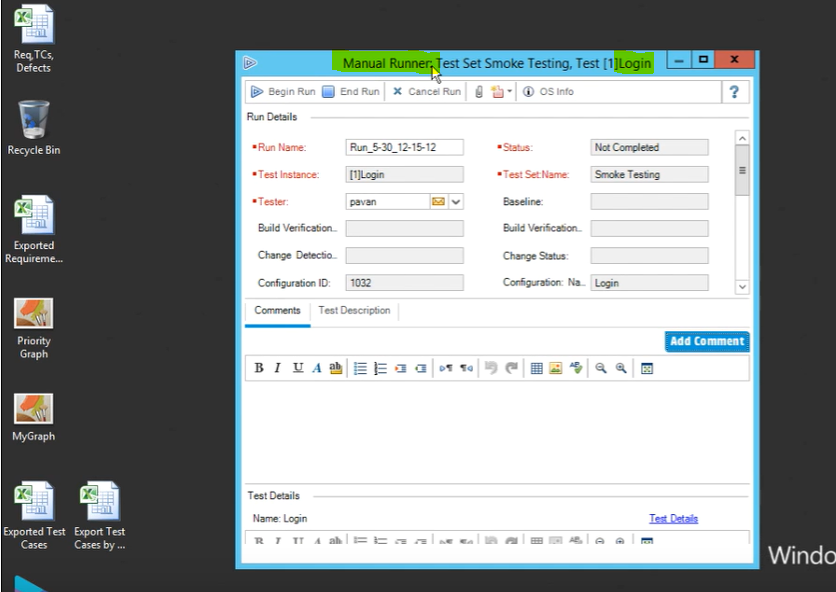 Req,TCs,
Defects
Recycle Bin
Exported
Requireme...
Priority
Graph
MyGraph
Exported Test
Cases
Export Test
Cases by ...
Manual Runner: Test Set Smoke Testing, Test [1]Login
Begin Run End Run Cancel Run OS Info ?
Run Details
*Run Name: Run_5-30_12-15-12 *Status: Not Completed
*Test Instance: [1]Login *Test Set:Name: Smoke Testing
*Tester: pavan Baseline:
Build Verification.. Build Verification..
Change Detectio.. Change Status:
Configuration ID: 1032 Configuration: Na.. Login
Comments Test Description
Add Comment
B I U A ab
Test Details
Name: Login Test Details
B I U A ab
Windo